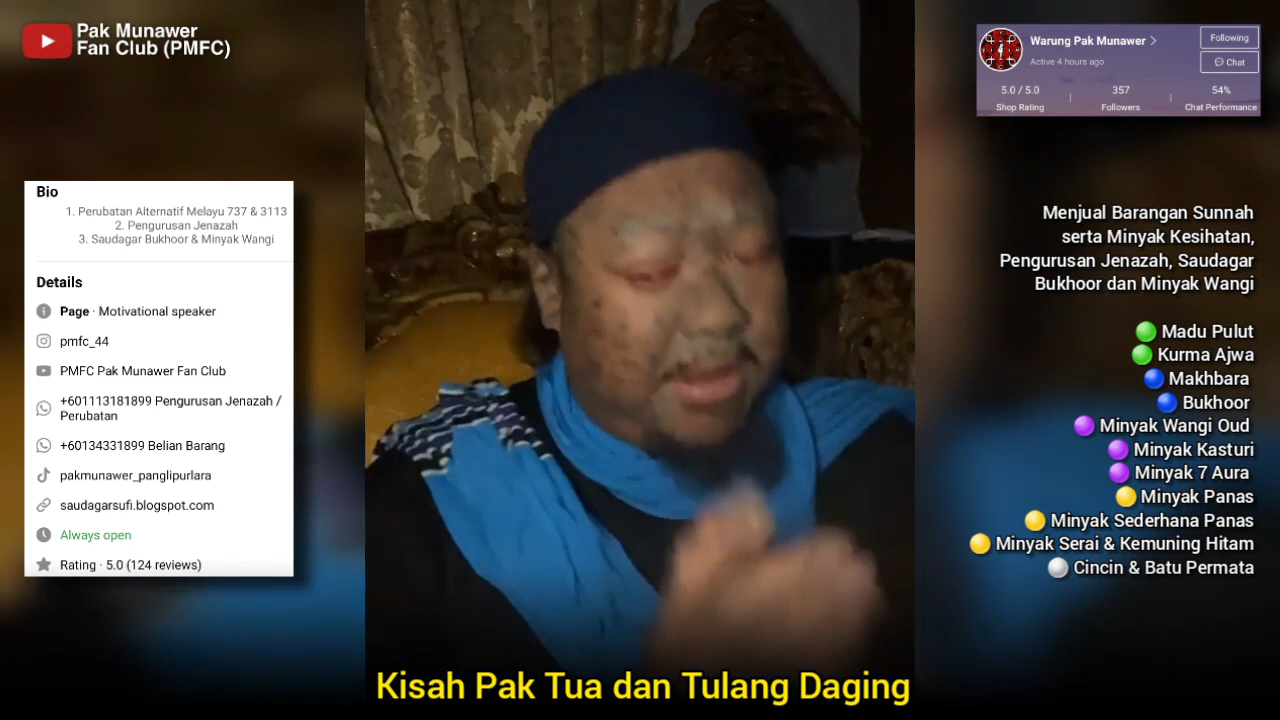 Pak Munawer
Fan Club (PMFC)
Bio
1. Perubatan Alternatif Melayu 737 & 3113
2. Pengurusan Jenazah
3. Saudagar Bukhoor & Minyak Wangi
Details
Page · Motivational speaker
pmfc_44
PMFC Pak Munawer Fan Club
+601113181899 Pengurusan Jenazah /
Perubatan
+60134331899 Belian Barang
pakmunawer_panglipurlara
saudagarsufi.blogspot.com
Always open
Rating · 5.0 (124 reviews)
Warung Pak Munawer >
Following
Active 4 hours ago
Chat
5.0 / 5.0
357
54%
Shop Rating
Followers
Chat Performance
Menjual Barangan Sunnah
serta Minyak Kesihatan,
Pengurusan Jenazah, Saudagar
Bukhoor dan Minyak Wangi
Madu Pulut
Kurma Ajwa
Makhbara
Bukhoor
Minyak Wangi Oud
Minyak Kasturi
Minyak 7 Aura
Minyak Panas
Minyak Sederhana Panas
Minyak Serai & Kemuning Hitam
Cincin & Batu Permata
Kisah Pak Tua dan Tulang Daging